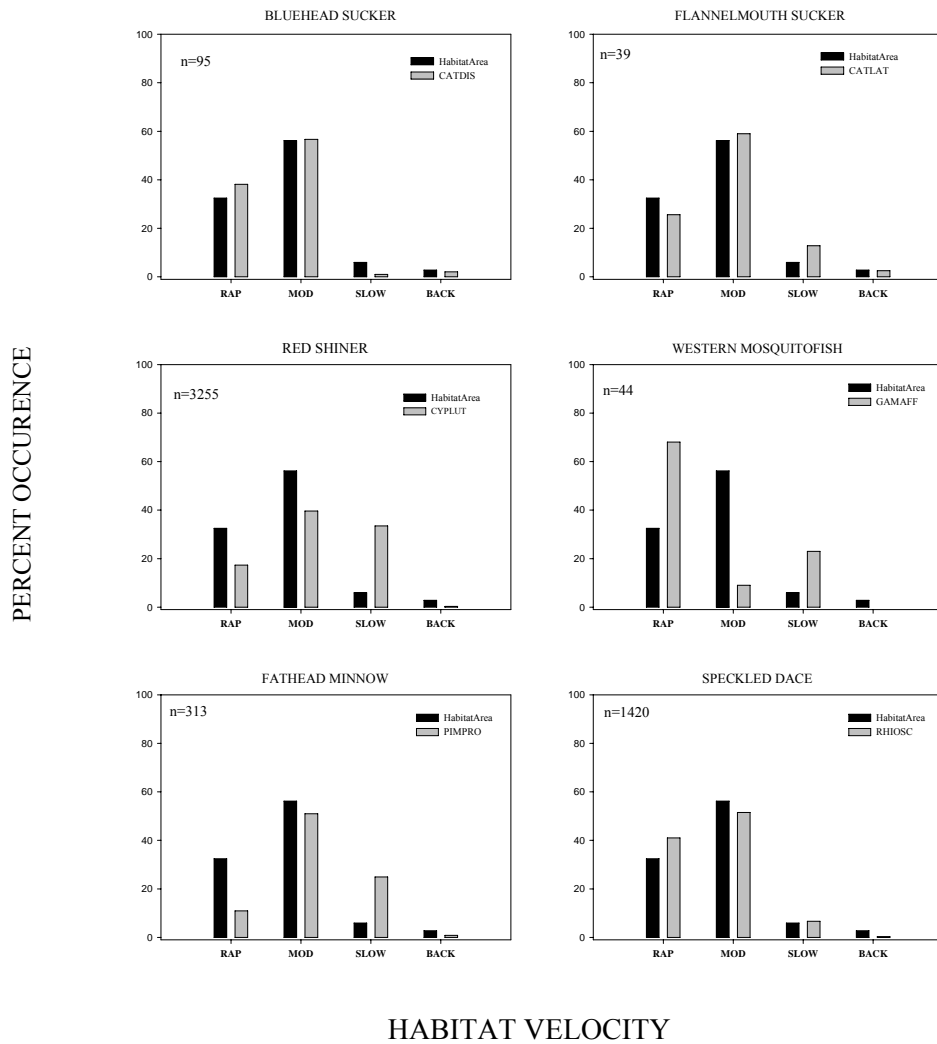 BLUEHEAD SUCKER
n=95
HabitatArea
CATDIS
100
80
60
40
20
0
RAP MOD SLOW BACK
FLANNELMOUTH SUCKER
n=39
HabitatArea
CATLAT
100
80
60
40
20
0
RAP MOD SLOW BACK
RED SHINER
n=3255
HabitatArea
CYPLUT
100
80
60
40
20
0
RAP MOD SLOW BACK
WESTERN MOSQUITOFISH
n=44
HabitatArea
GAMAFF
100
80
60
40
20
0
RAP MOD SLOW BACK
FATHEAD MINNOW
n=313
HabitatArea
PIMPRO
100
80
60
40
20
0
RAP MOD SLOW BACK
SPECKLED DACE
n=1420
HabitatArea
RHIOSC
100
80
60
40
20
0
RAP MOD SLOW BACK
PERCENT OCCURENCE
HABITAT VELOCITY